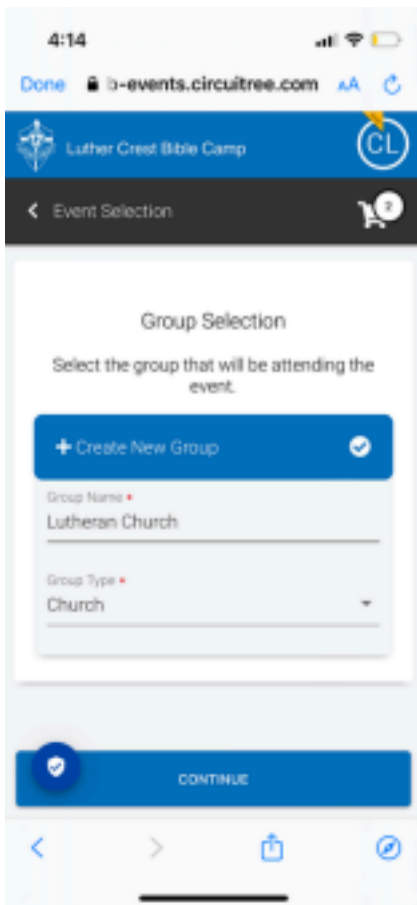 4:14
Done b-events.circuitree.com AA
Luther Crest Bible Camp CL
Event Selection 2
Group Selection
Select the group that will be attending the
event.
+ Create New Group
Group Name *
Lutheran Church
Group Type *
Church
CONTINUE